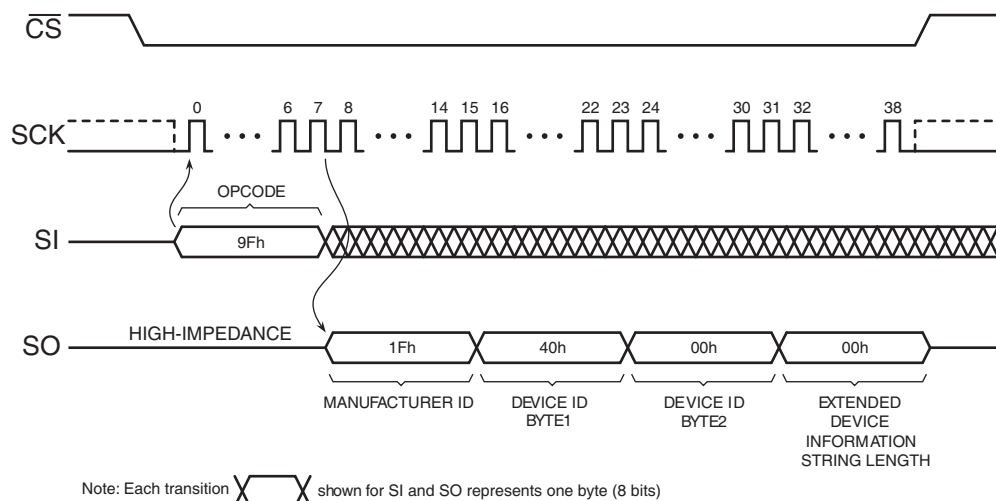 CS
0 6 7 8 14 15 16 22 23 24 30 31 32 38
SCK
OPCODE
SI 9Fh
HIGH-IMPEDANCE
SO 1Fh 40h 00h 00h
MANUFACTURER ID DEVICE ID DEVICE ID EXTENDED
BYTE1 BYTE2 DEVICE
INFORMATION
STRING LENGTH
Note: Each transition shown for SI and SO represents one byte (8 bits)